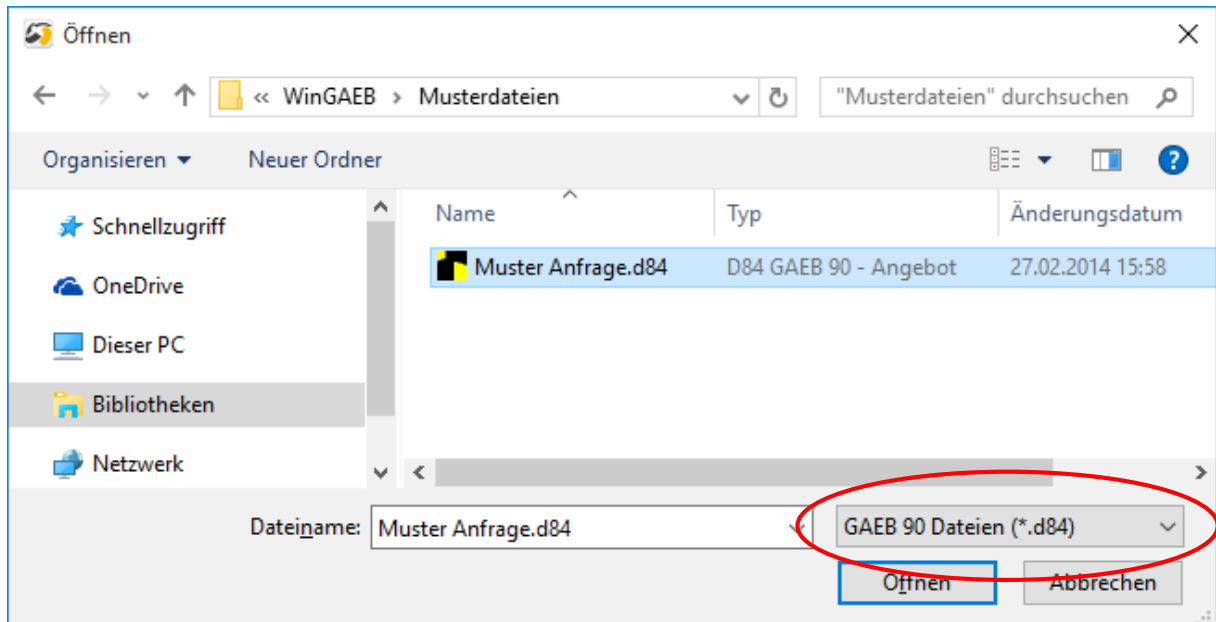 Öffnen
« WinGAEB > Musterdateien
"Musterdateien" durchsuchen
Organisieren
Neuer Ordner
Name
Typ
Änderungsdatum
Schnellzugriff
OneDrive
Dieser PC
Bibliotheken
Netzwerk
Muster Anfrage.d84
D84 GAEB 90 - Angebot
27.02.2014 15:58
Dateiname:
Muster Anfrage.d84
GAEB 90 Dateien (*.d84)
Öffnen
Abbrechen